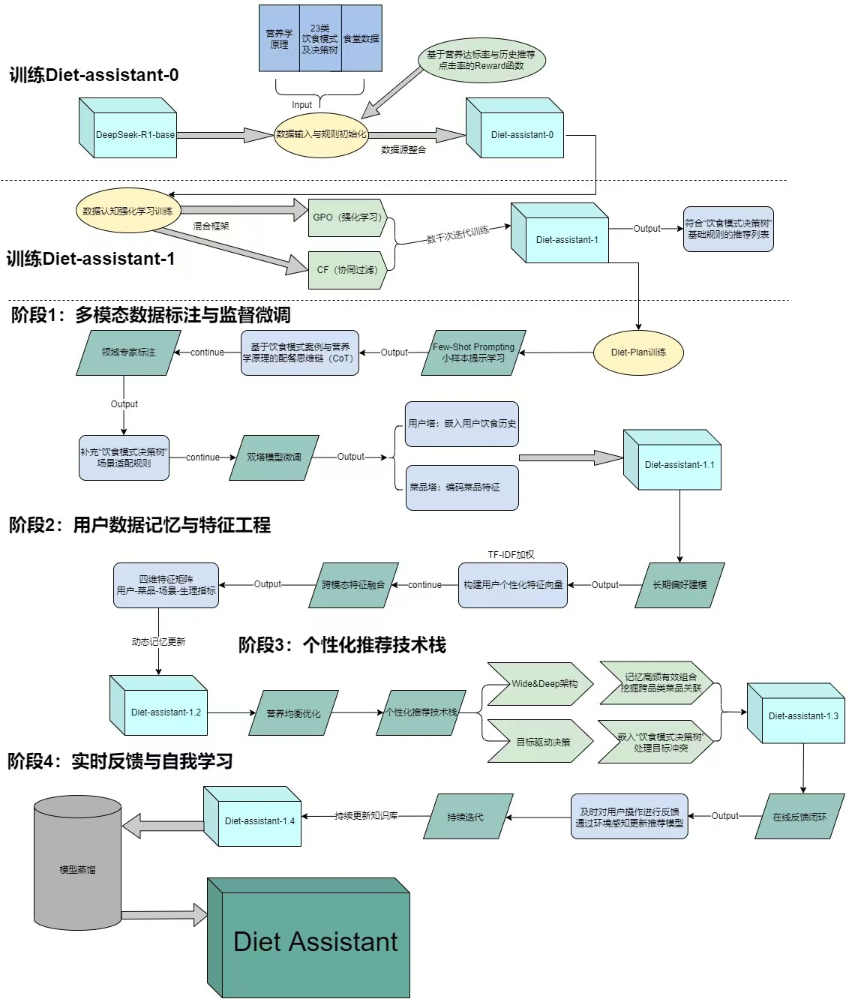 营养学
原理
23类
饮食模式
及决策树
食堂数据
基于营养达标率与历史推荐
点击率的Reward函数
训练Diet-assistant-0
Input
DeepSeek-R1-base
数据输入与规则初始化
数据源整合
Diet-assistant-0
数据认知强化学习训练
混合框架
GPO（强化学习）
CF（协同过滤）
数千次迭代训练
Diet-assistant-1
Output
符合“饮食模式决策树”
基础规则的推荐列表
训练Diet-assistant-1
阶段1：多模态数据标注与监督微调
领域专家标注
continue
基于饮食模式案例与营养
学原理的配餐思维链（CoT）
Output
Few-Shot Prompting
小样本提示学习
Diet-Plan训练
Output
补充“饮食模式决策树”
场景适配规则
continue
双塔模型微调
Output
用户塔：嵌入用户饮食历史
菜品塔：编码菜品特征
Diet-assistant-1.1
阶段2：用户数据记忆与特征工程
四维特征矩阵
用户-菜品-场景-生理指标
Output
跨模态特征融合
continue
TF-IDF加权
构建用户个性化特征向量
Output
长期偏好建模
动态记忆更新
阶段3：个性化推荐技术栈
Diet-assistant-1.2
营养均衡优化
个性化推荐技术栈
Wide&Deep架构
记忆高频有效组合
挖掘跨品类菜品关联
目标驱动决策
嵌入“饮食模式决策树”
处理目标冲突
Diet-assistant-1.3
阶段4：实时反馈与自我学习
Diet-assistant-1.4
持续更新知识库
持续迭代
及时对用户操作进行反馈
通过环境感知更新推荐模型
Output
在线反馈闭环
模型蒸馏
Diet Assistant